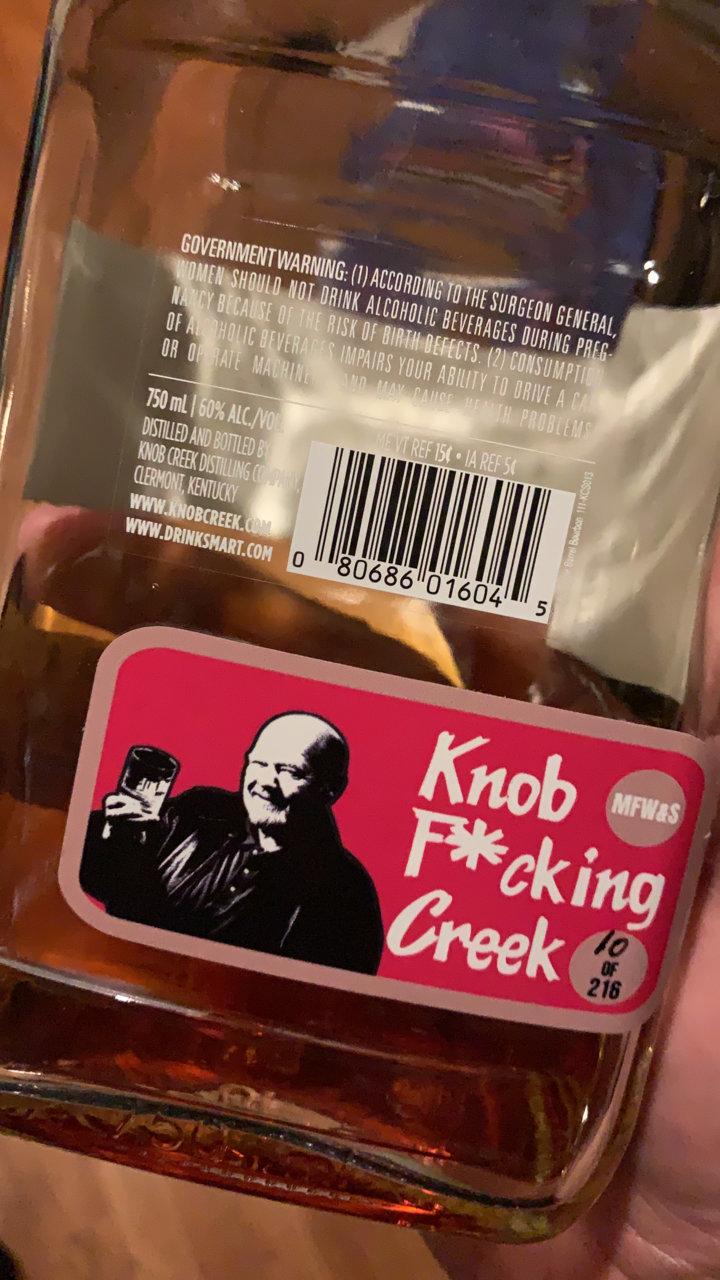 GOVERNMENT WARNING: (1) ACCORDING TO THE SURGEON GENERAL,
WOMEN SHOULD NOT DRINK ALCOHOLIC BEVERAGES DURING PREG-
NANCY BECAUSE OF THE RISK OF BIRTH DEFECTS. (2) CONSUMPTION
OF ALCOHOLIC BEVERAGES IMPAIRS YOUR ABILITY TO DRIVE A CAR
OR OPERATE MACHINERY AND MAY CAUSE HEALTH PROBLEMS
750 mL | 60% ALC./VOL.
DISTILLED AND BOTTLED BY
KNOB CREEK DISTILLING COMPANY,
CLERMONT, KENTUCKY
WWW.KNOBCREEK.COM
WWW.DRINKSMART.COM
ME VT REF 15¢ • IA REF 5¢
0 80686 01604 5
Barrel Bourbon
Knob
F*cking
Creek
MFW&S
10
OF
216